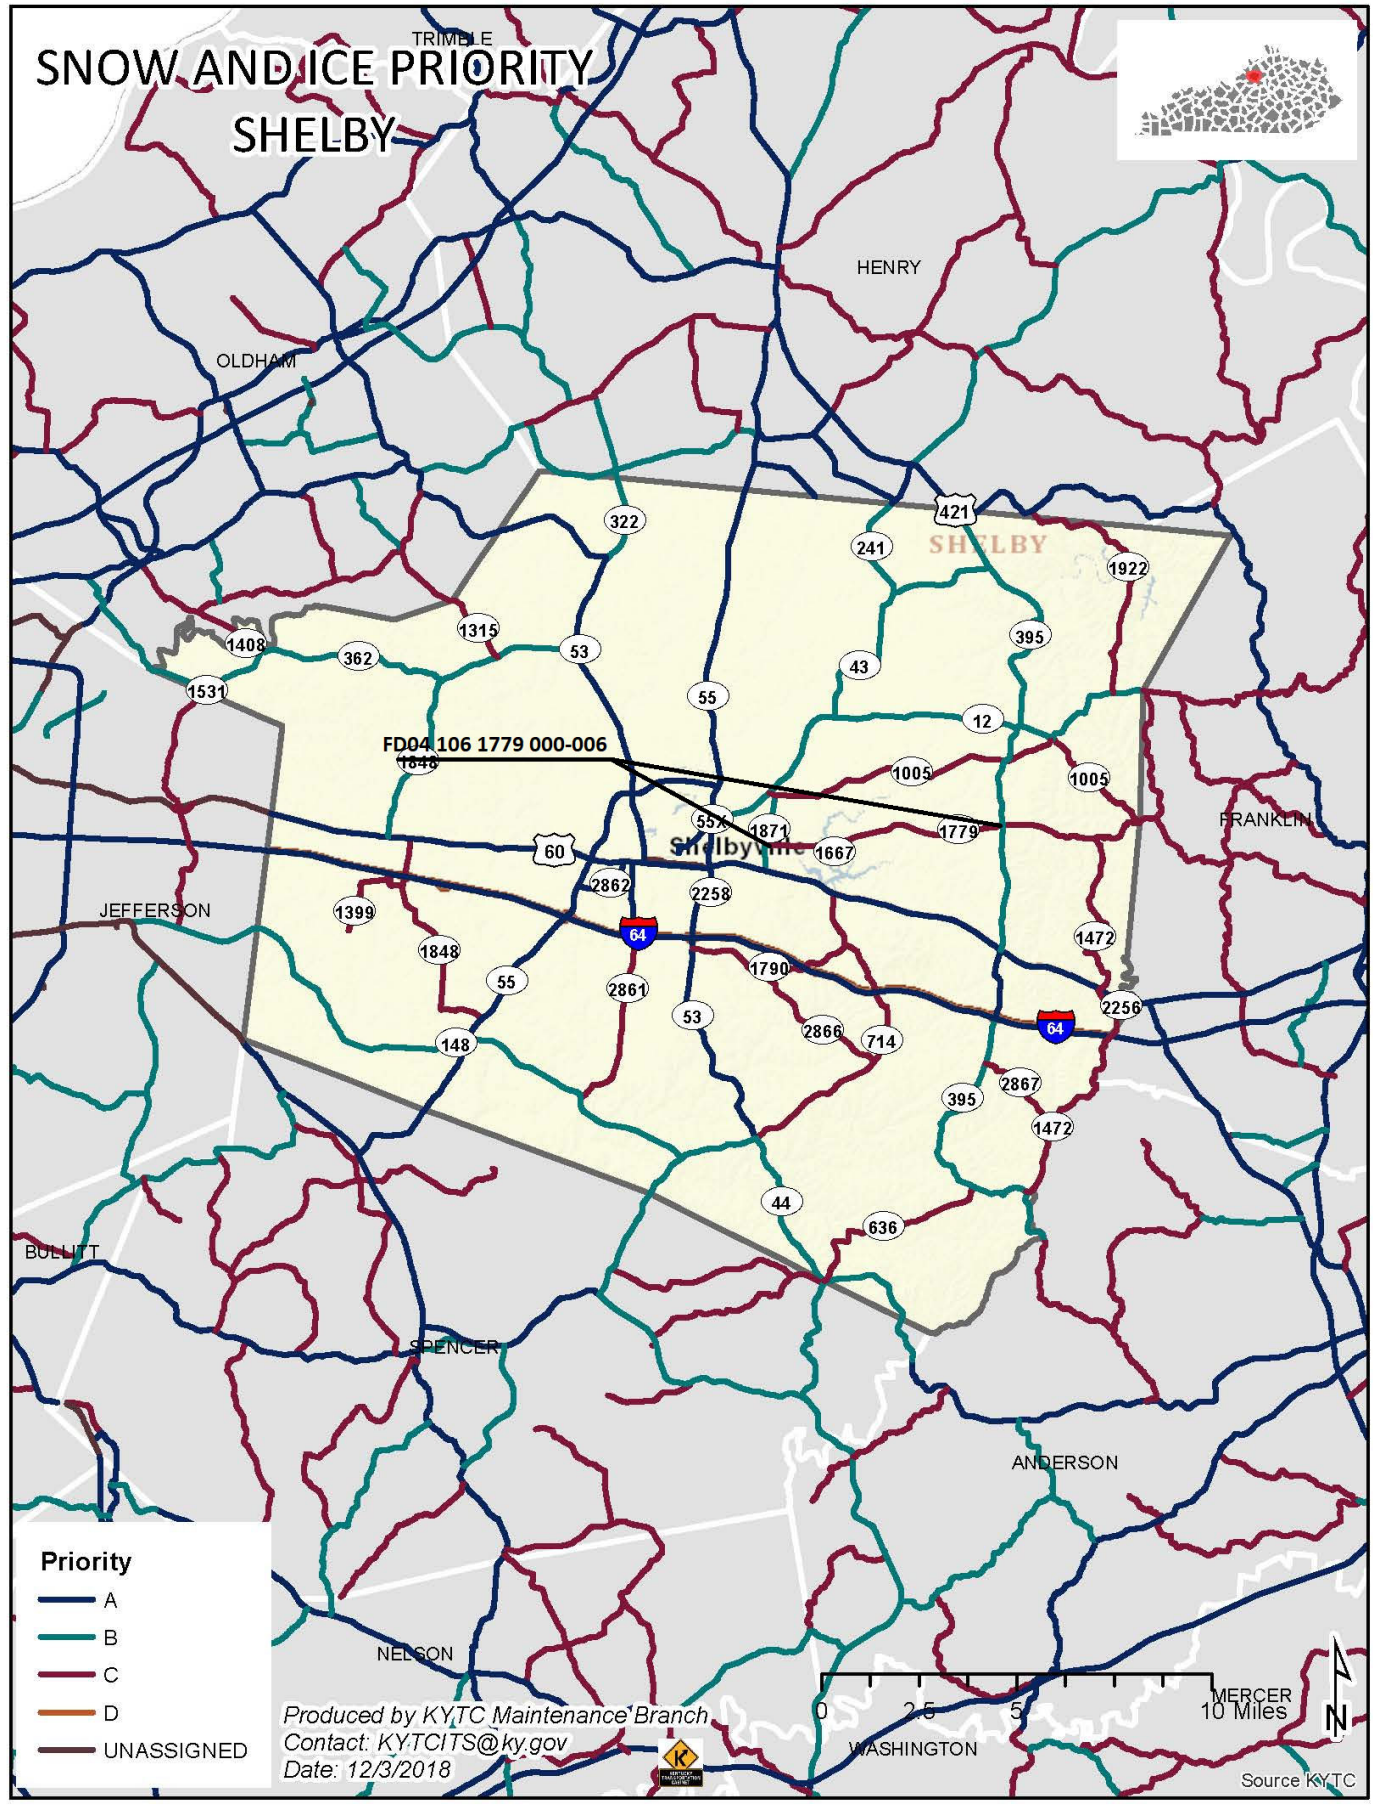 SNOW AND ICE PRIORITY
SHELBY
TRIMBLE
HENRY
OLDHAM
421
322
241
SHELBY
1922
1315
395
1408
362
53
43
1531
55
12
FD04 106 1779 000-006
1848
1005
1005
55X
1871
1779
FRANKLIN
Shelbyville
1667
60
2862
2258
JEFFERSON
1399
64
1472
1848
1790
55
2861
2256
53
2866
64
714
148
2867
395
1472
44
636
BULLITT
SPENCER
ANDERSON
Priority
A
B
C
D
UNASSIGNED
NELSON
MERCER
0 2.5 5 10 Miles
N
WASHINGTON
Produced by KYTC Maintenance Branch
Contact: KYTCITS@ky.gov
Date: 12/3/2018
KENTUCKY
TRANSPORTATION
CABINET
Source KYTC